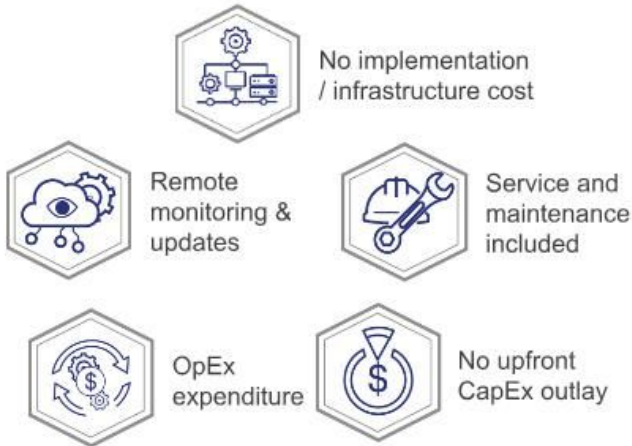 No implementation
/ infrastructure cost
Remote
monitoring &
updates
Service and
maintenance
included
$
OpEx
expenditure
$
No upfront
CapEx outlay